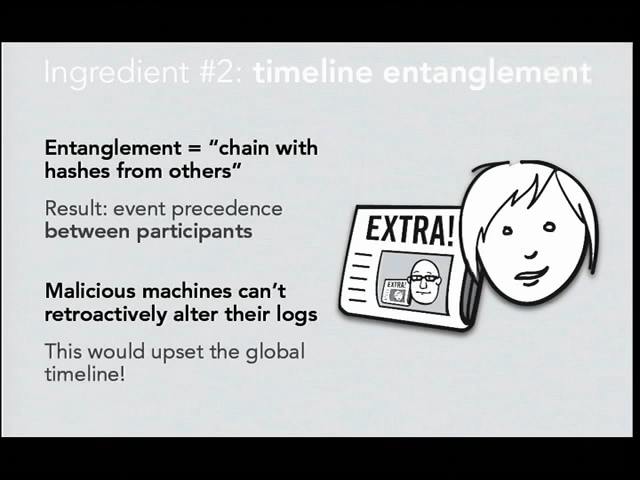 Ingredient #2: timeline entanglement
Entanglement = “chain with
hashes from others”
Result: event precedence
between participants
Malicious machines can’t
retroactively alter their logs
This would upset the global
timeline!
EXTRA!
EXTRA!